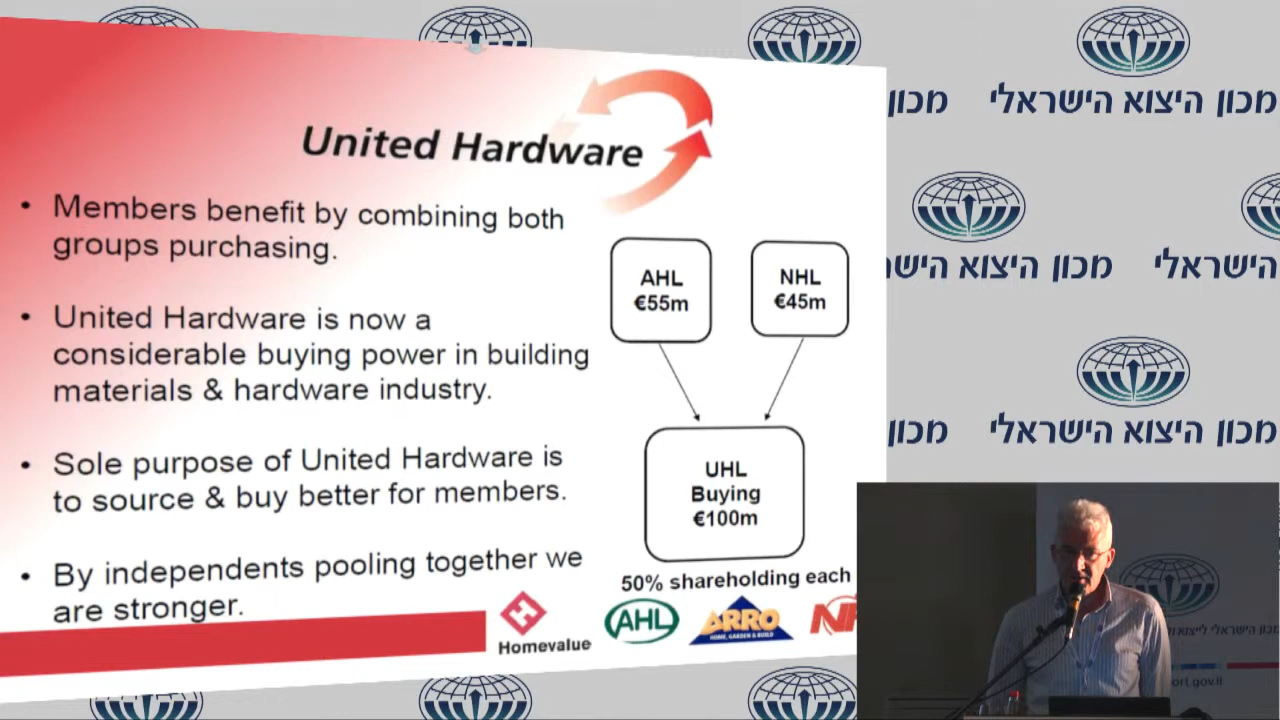 United Hardware
• Members benefit by combining both
groups purchasing.
• United Hardware is now a
considerable buying power in building
materials & hardware industry.
• Sole purpose of United Hardware is
to source & buy better for members.
• By independents pooling together we
are stronger.
AHL
€55m
NHL
€45m
UHL
Buying
€100m
50% shareholding each
Homevalue
AHL
ARRO
HOME, GARDEN & BUILD
מכון
מכון היצוא הישראלי
מכון היצוא הישראלי
מכון
מכון היצוא הישראלי